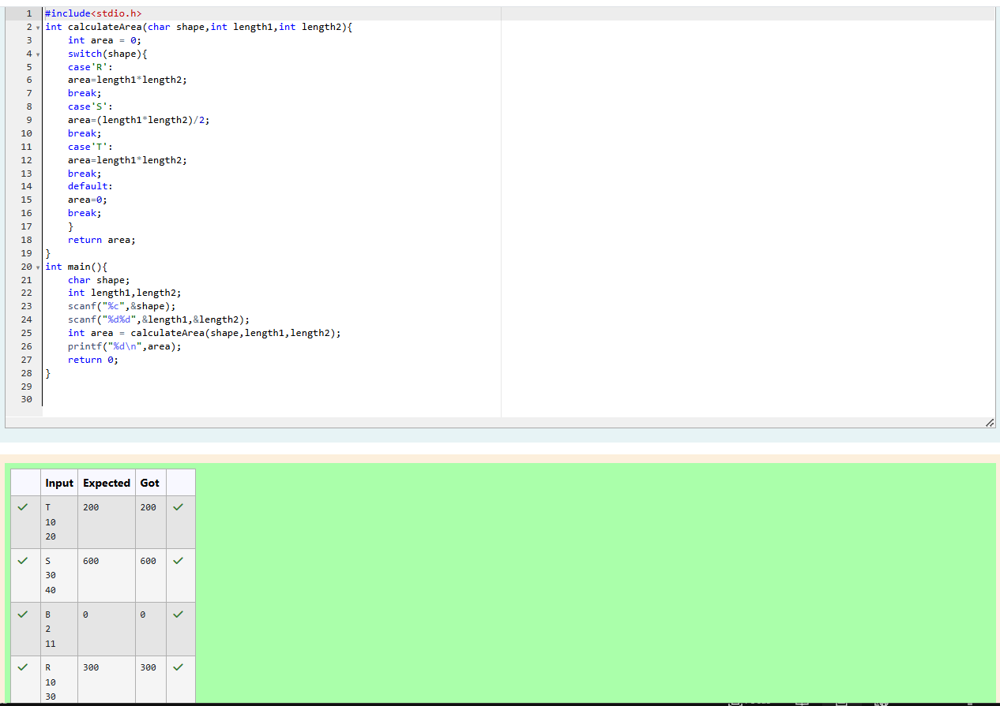 1 #include<stdio.h>
2 int calculateArea(char shape,int length1,int length2){
3     int area = 0;
4     switch(shape){
5     case'R':
6     area=length1*length2;
7     break;
8     case'S':
9     area=(length1*length2)/2;
10     break;
11     case'T':
12     area=length1*length2;
13     break;
14     default:
15     area=0;
16     break;
17     }
18     return area;
19 }
20 int main(){
21     char shape;
22     int length1,length2;
23     scanf("%c",&shape);
24     scanf("%d%d",&length1,&length2);
25     int area = calculateArea(shape,length1,length2);
26     printf("%d\n",area);
27     return 0;
28 }
29
30
Input Expected Got
T 200 200
10
20
S 600 600
30
40
B 0 0
2
11
R 300 300
10
30